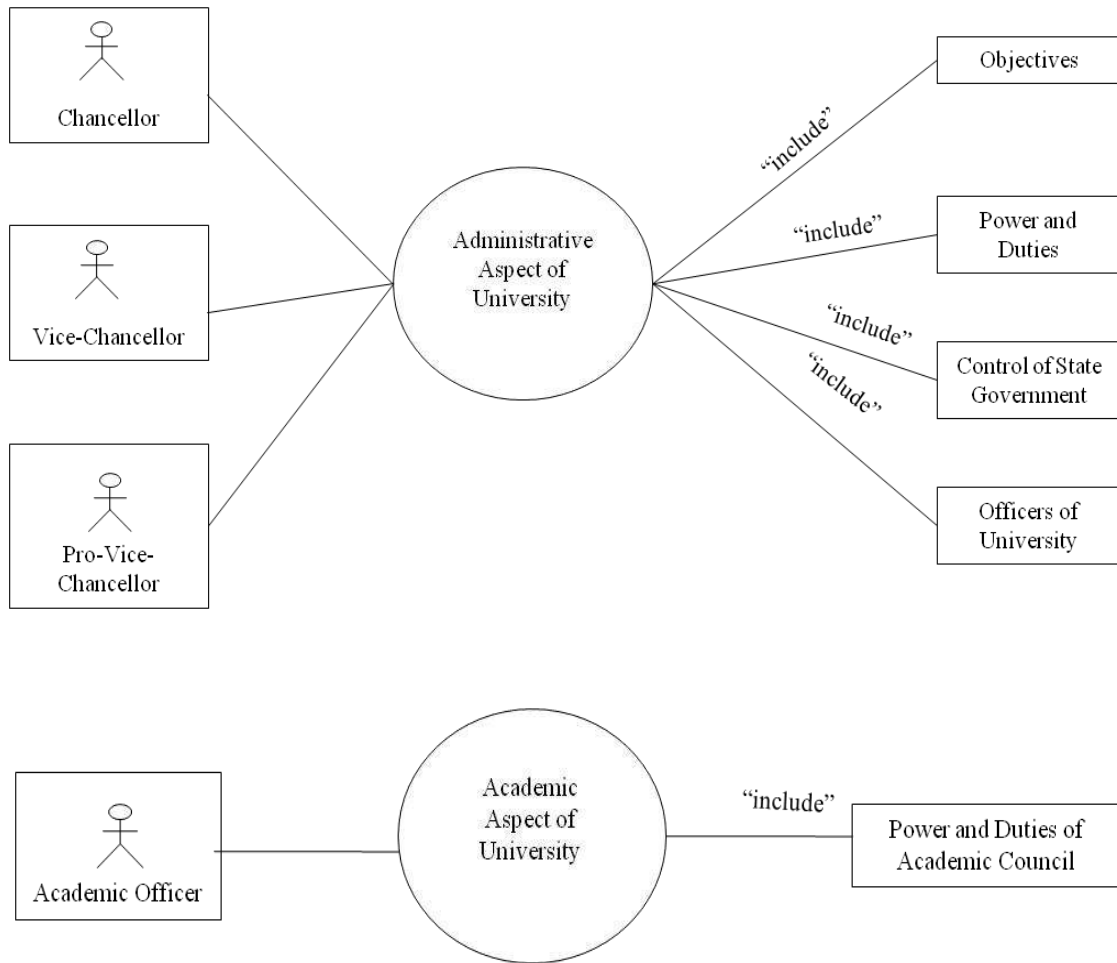 Chancellor
Vice-Chancellor
Pro-Vice-
Chancellor
Administrative
Aspect of
University
“include”
“include”
“include”
“include”
Objectives
Power and
Duties
Control of State
Government
Officers of
University
Academic Officer
Academic
Aspect of
University
“include”
Power and Duties of
Academic Council